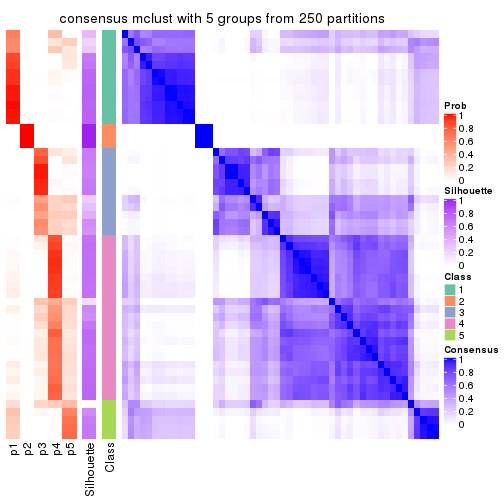 consensus mclust with 5 groups from 250 partitions
Prob
1
0.8
0.6
0.4
0.2
0
Silhouette
1
0.8
0.6
0.4
0.2
0
Class
1
2
3
4
5
Consensus
1
0.8
0.6
0.4
0.2
0
p1
p2
p3
p4
p5
Silhouette
Class